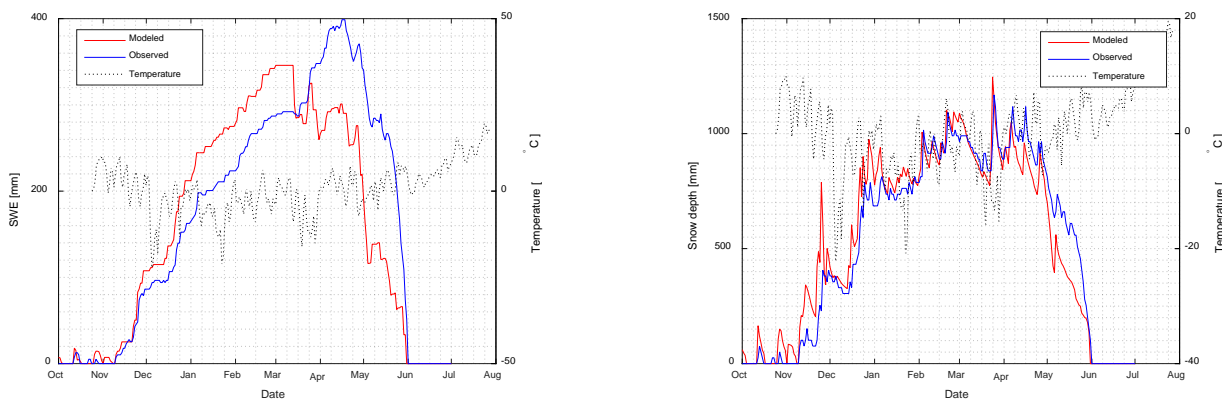 400
200
0
SWE [mm]
50
0
-50
Temperature [
°
C]
Modeled
Observed
Temperature
Oct Nov Dec Jan Feb Mar Apr May Jun Jul Aug
Date
1500
1000
500
0
Snow depth [mm]
20
0
-20
-40
Temperature [
°
C]
Modeled
Observed
Temperature
Oct Nov Dec Jan Feb Mar Apr May Jun Jul Aug
Date